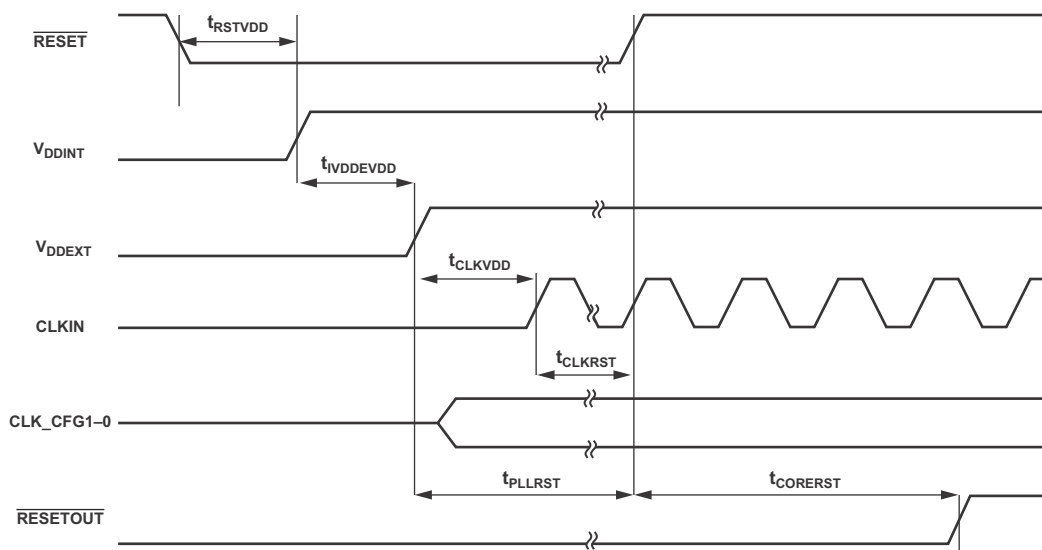 tRSTVDD
RESET
VDDINT
tIVDDEVDD
VDDEXT
tCLKVDD
CLKIN
tCLKRST
CLK_CFG1–0
tPLLRST
tCORERST
RESETOUT